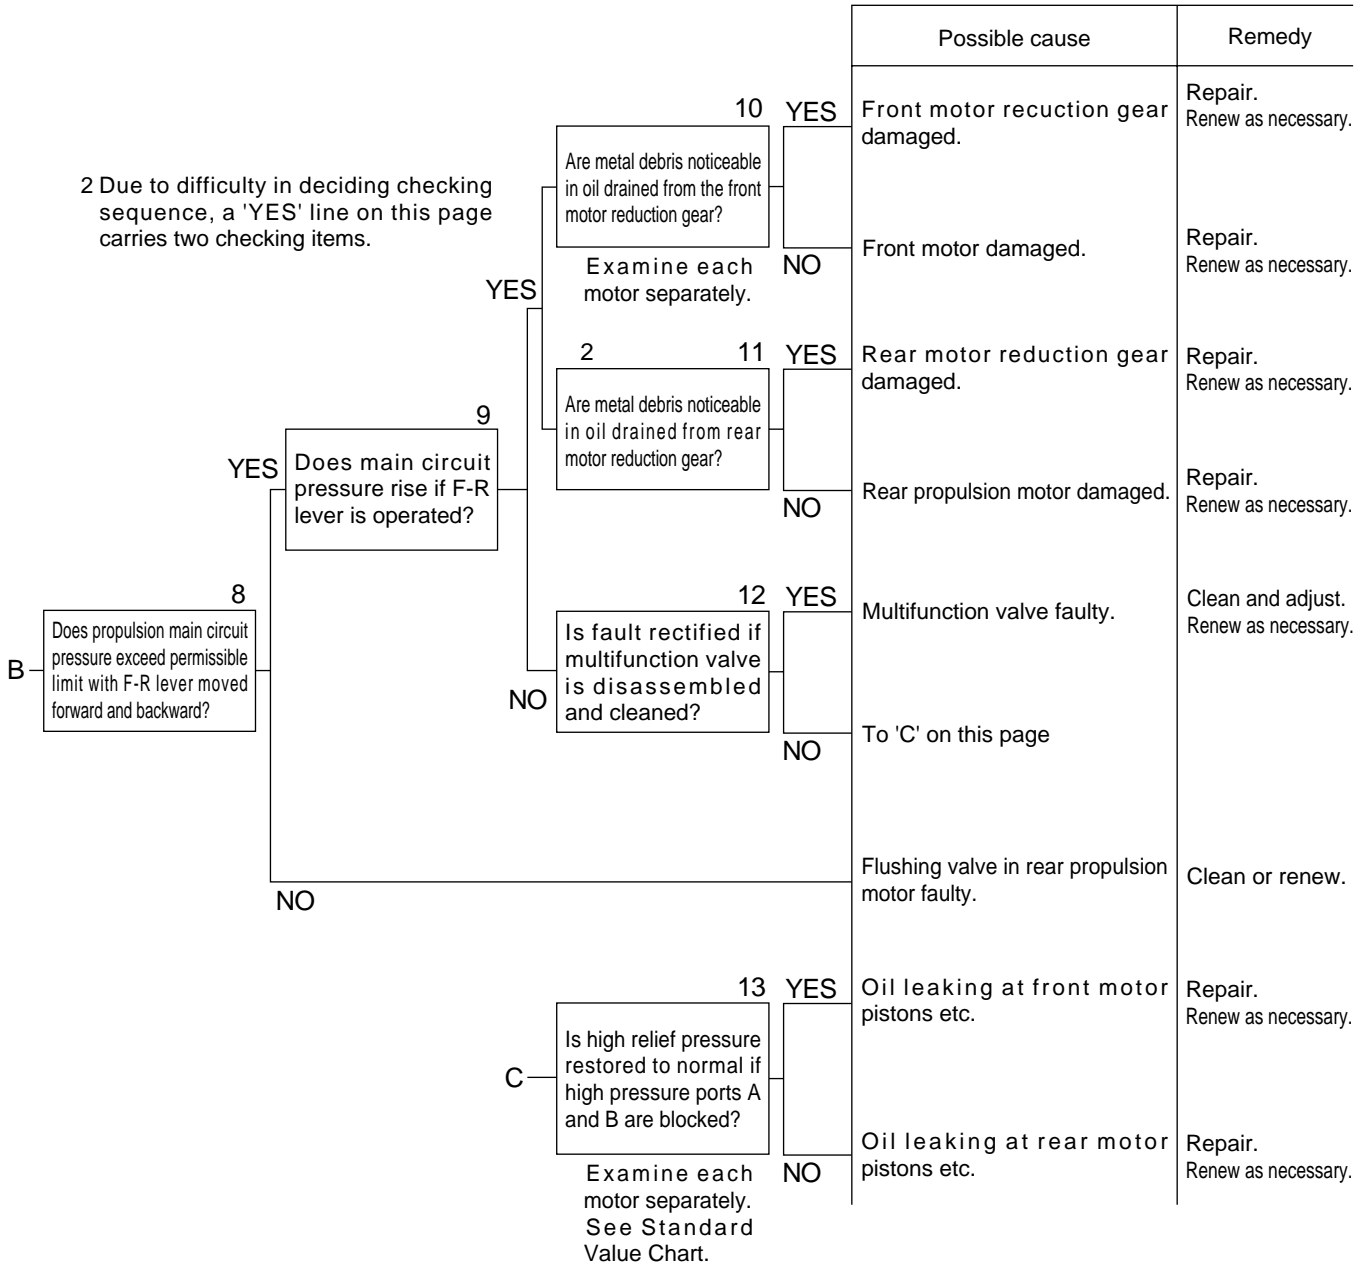 Possible cause
Remedy
2 Due to difficulty in deciding checking
sequence, a 'YES' line on this page
carries two checking items.
B
8
Does propulsion main circuit
pressure exceed permissible
limit with F-R lever moved
forward and backward?
YES
NO
9
Does main circuit
pressure rise if F-R
lever is operated?
YES
NO
10
Are metal debris noticeable
in oil drained from the front
motor reduction gear?
Examine each
motor separately.
YES
Front motor recuction gear
damaged.
Repair.
Renew as necessary.
NO
Front motor damaged.
Repair.
Renew as necessary.
2
11
Are metal debris noticeable
in oil drained from rear
motor reduction gear?
YES
Rear motor reduction gear
damaged.
Repair.
Renew as necessary.
NO
Rear propulsion motor damaged.
Repair.
Renew as necessary.
12
Is fault rectified if
multifunction valve
is disassembled
and cleaned?
YES
Multifunction valve faulty.
Clean and adjust.
Renew as necessary.
NO
To 'C' on this page
Flushing valve in rear propulsion
motor faulty.
Clean or renew.
C
13
Is high relief pressure
restored to normal if
high pressure ports A
and B are blocked?
Examine each
motor separately.
See Standard
Value Chart.
YES
Oil leaking at front motor
pistons etc.
Repair.
Renew as necessary.
NO
Oil leaking at rear motor
pistons etc.
Repair.
Renew as necessary.